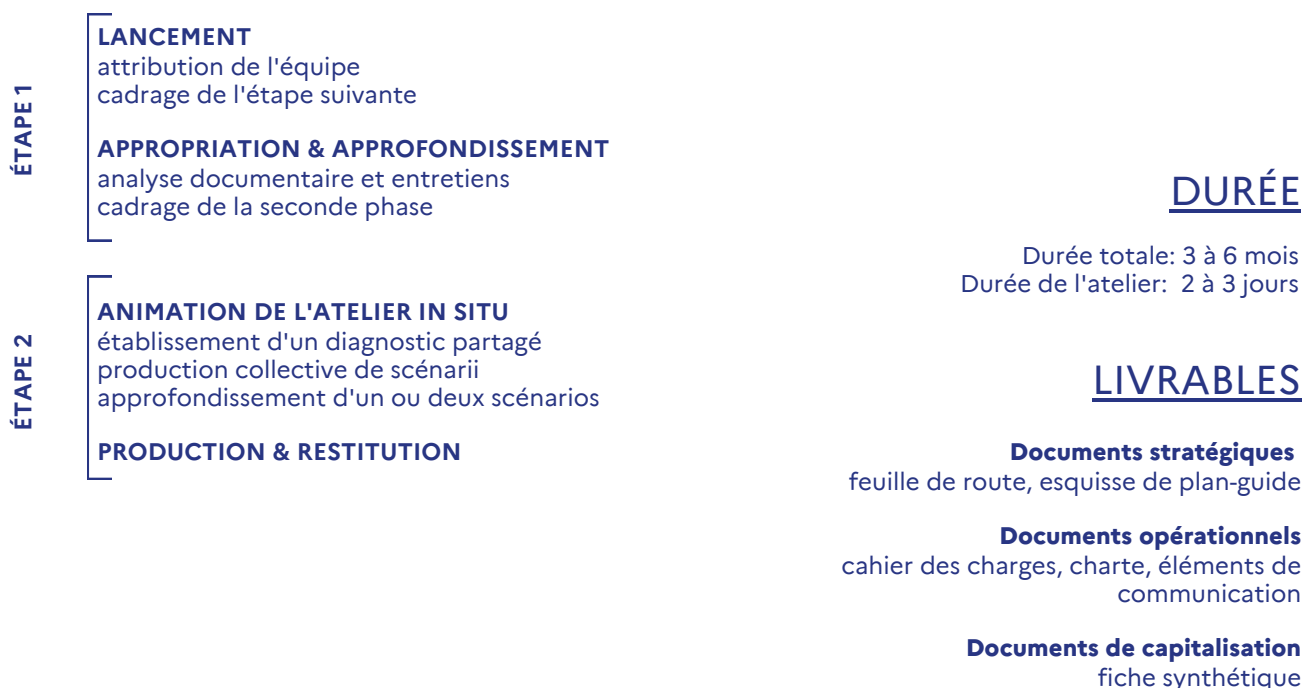 ÉTAPE 1
LANCEMENT
attribution de l'équipe
cadrage de l'étape suivante
APPROPRIATION & APPROFONDISSEMENT
analyse documentaire et entretiens
cadrage de la seconde phase
ÉTAPE 2
ANIMATION DE L'ATELIER IN SITU
établissement d'un diagnostic partagé
production collective de scénarii
approfondissement d'un ou deux scénarios
PRODUCTION & RESTITUTION
DURÉE
Durée totale: 3 à 6 mois
Durée de l'atelier: 2 à 3 jours
LIVRABLES
Documents stratégiques
feuille de route, esquisse de plan-guide
Documents opérationnels
cahier des charges, charte, éléments de
communication
Documents de capitalisation
fiche synthétique